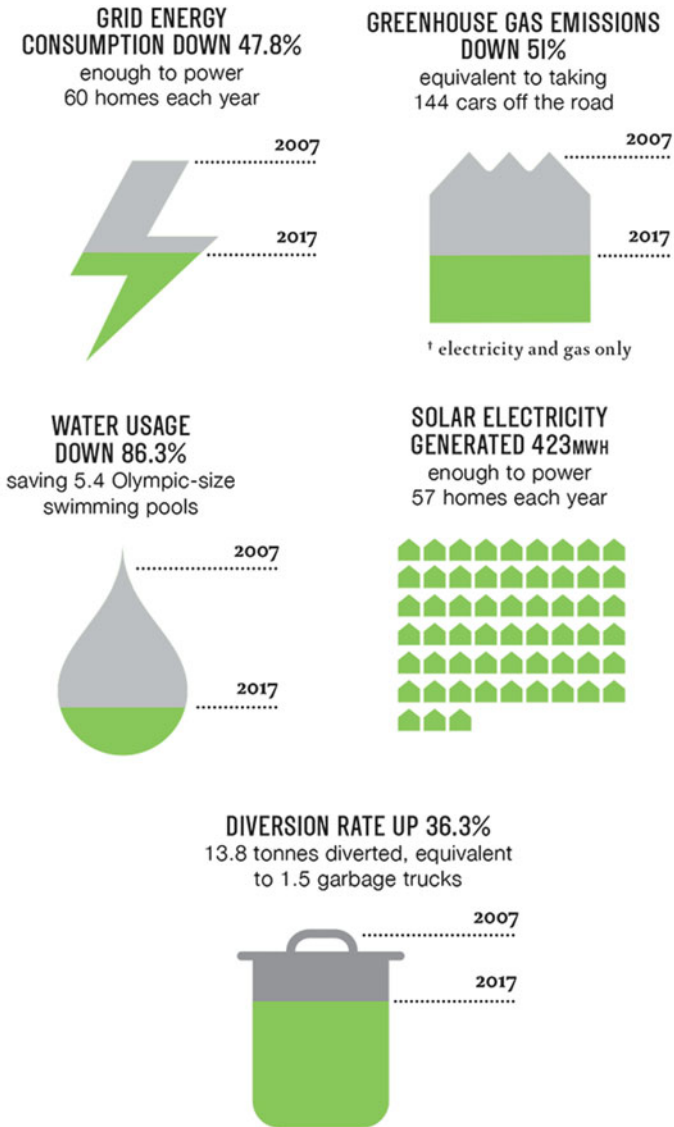 GRID ENERGY
CONSUMPTION DOWN 47.8%
enough to power
60 homes each year
2007
2017
GREENHOUSE GAS EMISSIONS
DOWN 51%
equivalent to taking
144 cars off the road
2007
2017
† electricity and gas only
WATER USAGE
DOWN 86.3%
saving 5.4 Olympic-size
swimming pools
2007
2017
SOLAR ELECTRICITY
GENERATED 423MWH
enough to power
57 homes each year
DIVERSION RATE UP 36.3%
13.8 tonnes diverted, equivalent
to 1.5 garbage trucks
2007
2017